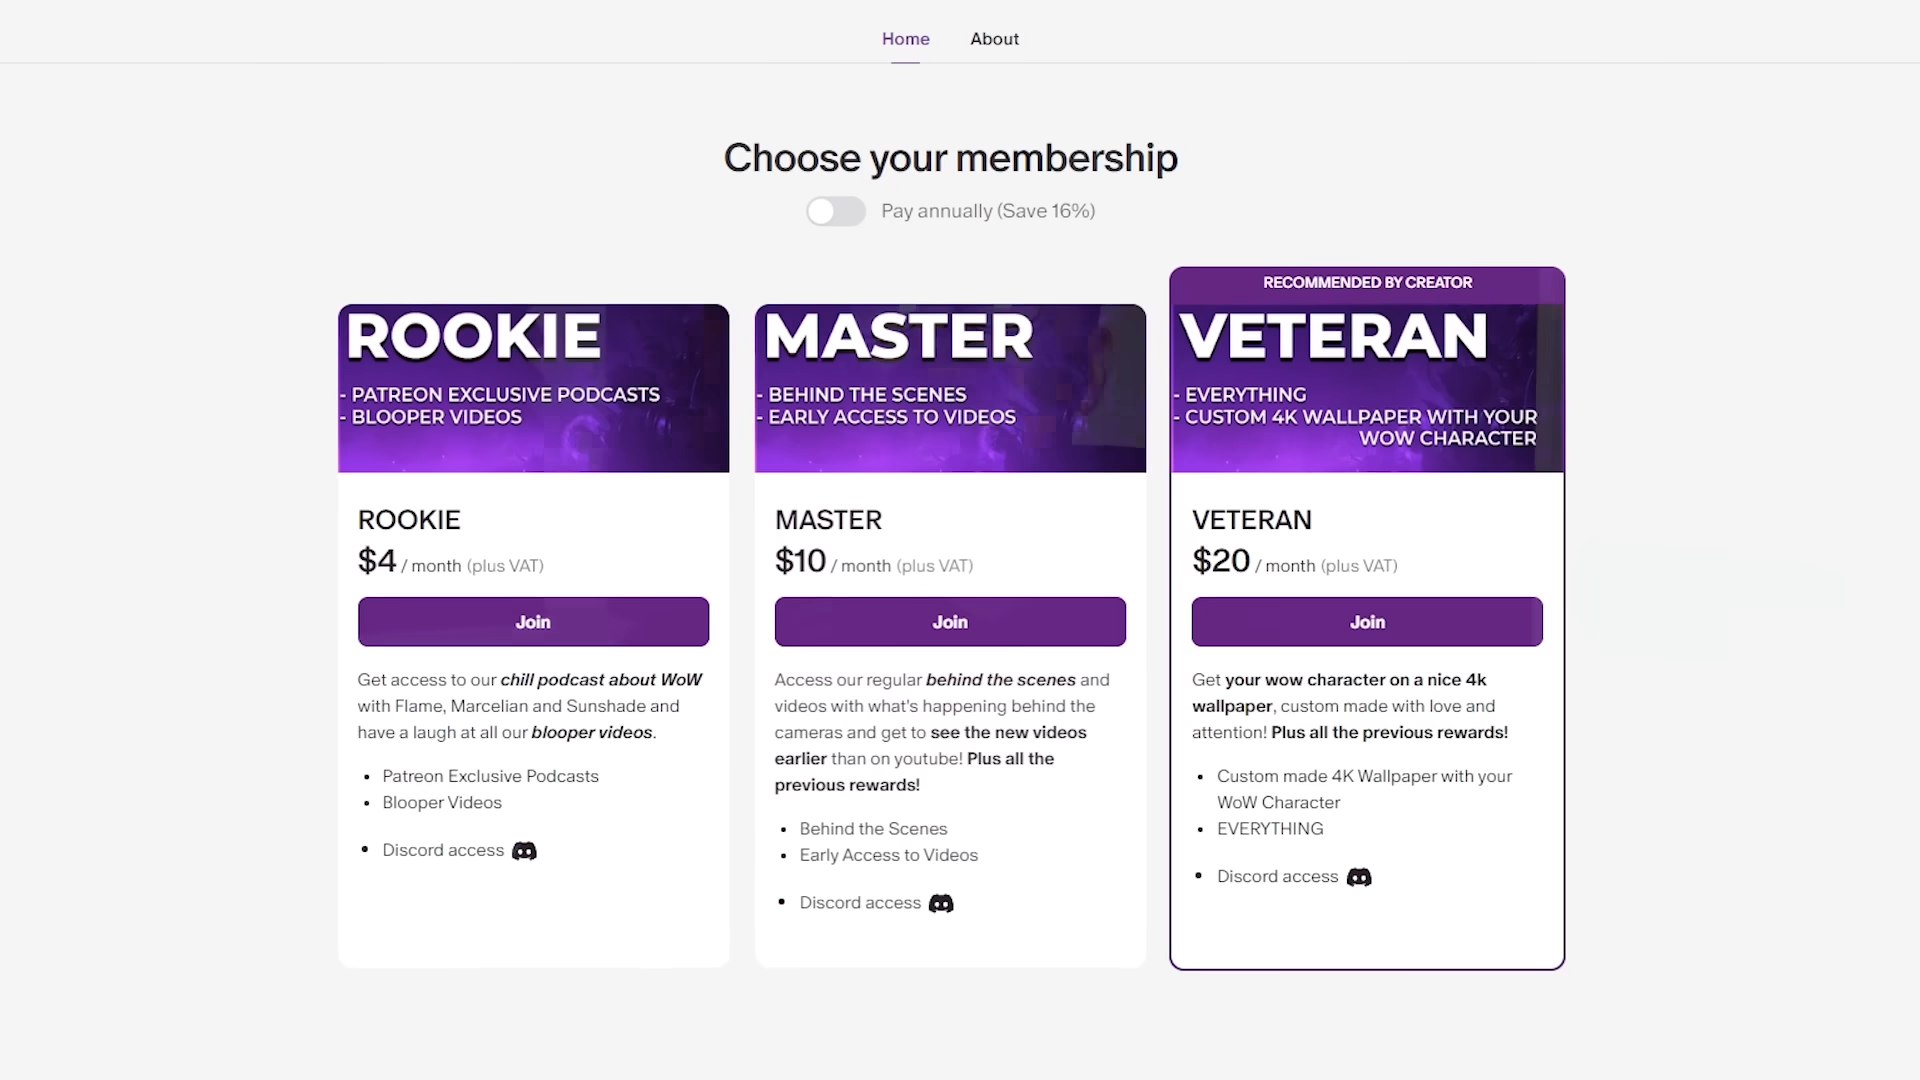 Home About
Choose your membership
Pay annually (Save 16%)
ROOKIE
- PATREON EXCLUSIVE PODCASTS
- BLOOPER VIDEOS
ROOKIE
$4 / month (plus VAT)
Join
Get access to our chill podcast about WoW
with Flame, Marcelian and Sunshade and
have a laugh at all our blooper videos.
• Patreon Exclusive Podcasts
• Blooper Videos
• Discord access
MASTER
- BEHIND THE SCENES
- EARLY ACCESS TO VIDEOS
MASTER
$10 / month (plus VAT)
Join
Access our regular behind the scenes and
videos with what's happening behind the
cameras and get to see the new videos
earlier than on youtube! Plus all the
previous rewards!
• Behind the Scenes
• Early Access to Videos
• Discord access
RECOMMENDED BY CREATOR
VETERAN
- EVERYTHING
- CUSTOM 4K WALLPAPER WITH YOUR
WOW CHARACTER
VETERAN
$20 / month (plus VAT)
Join
Get your wow character on a nice 4k
wallpaper, custom made with love and
attention! Plus all the previous rewards!
• Custom made 4K Wallpaper with your
WoW Character
• EVERYTHING
• Discord access